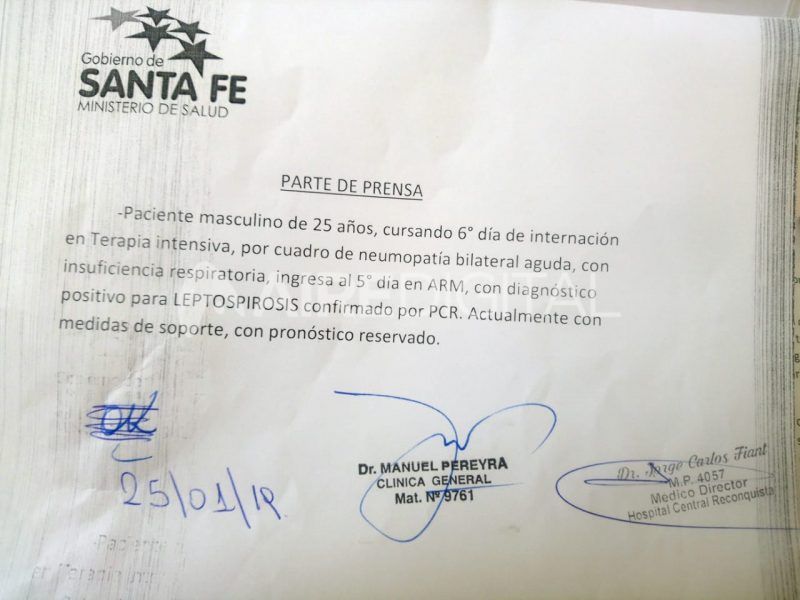 Gobierno de
SANTA FE
MINISTERIO DE SALUD
PARTE DE PRENSA
-Paciente masculino de 25 años, cursando 6° día de internación
en Terapia intensiva, por cuadro de neumopatía bilateral aguda, con
insuficiencia respiratoria, ingresa al 5° día en ARM, con diagnóstico
positivo para LEPTOSPIROSIS confirmado por PCR. Actualmente con
medidas de soporte, con pronóstico reservado.
AIREDIGITAL
OK
25/01/19
Dr. MANUEL PEREYRA
CLINICA GENERAL
Mat. Nº 9761
Dr. Jorge Carlos Fiant
M.P. 4057
Medico Director
Hospital Central Reconquista